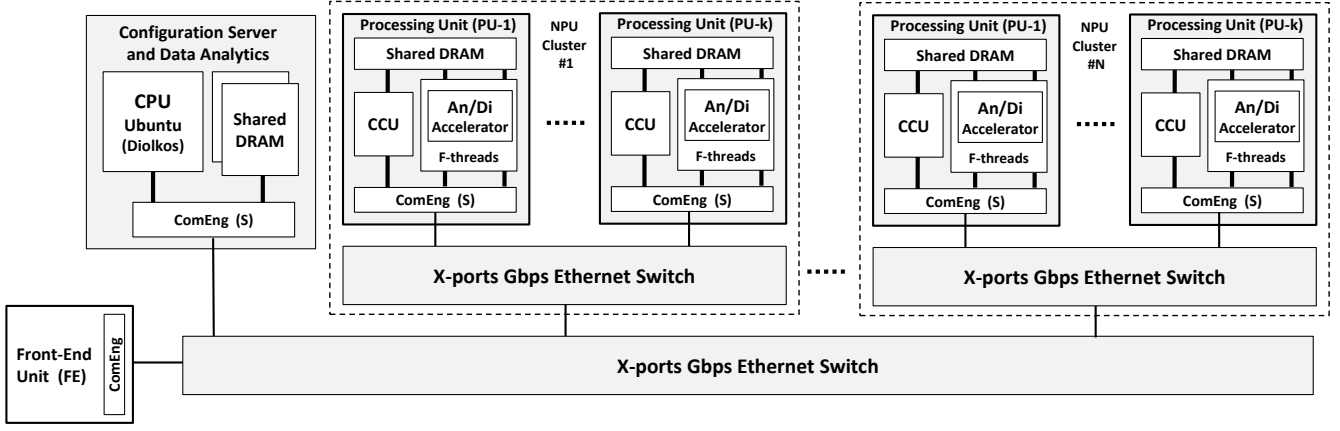 Configuration Server
and Data Analytics
CPU
Ubuntu
(Diolkos)
Shared
DRAM
ComEng (S)
Processing Unit (PU-1)
Shared DRAM
CCU
An/Di
Accelerator
F-threads
ComEng (S)
NPU
Cluster
#1
Processing Unit (PU-k)
Shared DRAM
CCU
An/Di
Accelerator
F-threads
ComEng (S)
X-ports Gbps Ethernet Switch
Processing Unit (PU-1)
Shared DRAM
CCU
An/Di
Accelerator
F-threads
ComEng (S)
NPU
Cluster
#N
Processing Unit (PU-k)
Shared DRAM
CCU
An/Di
Accelerator
F-threads
ComEng (S)
X-ports Gbps Ethernet Switch
Front-End
Unit (FE)
ComEng
X-ports Gbps Ethernet Switch